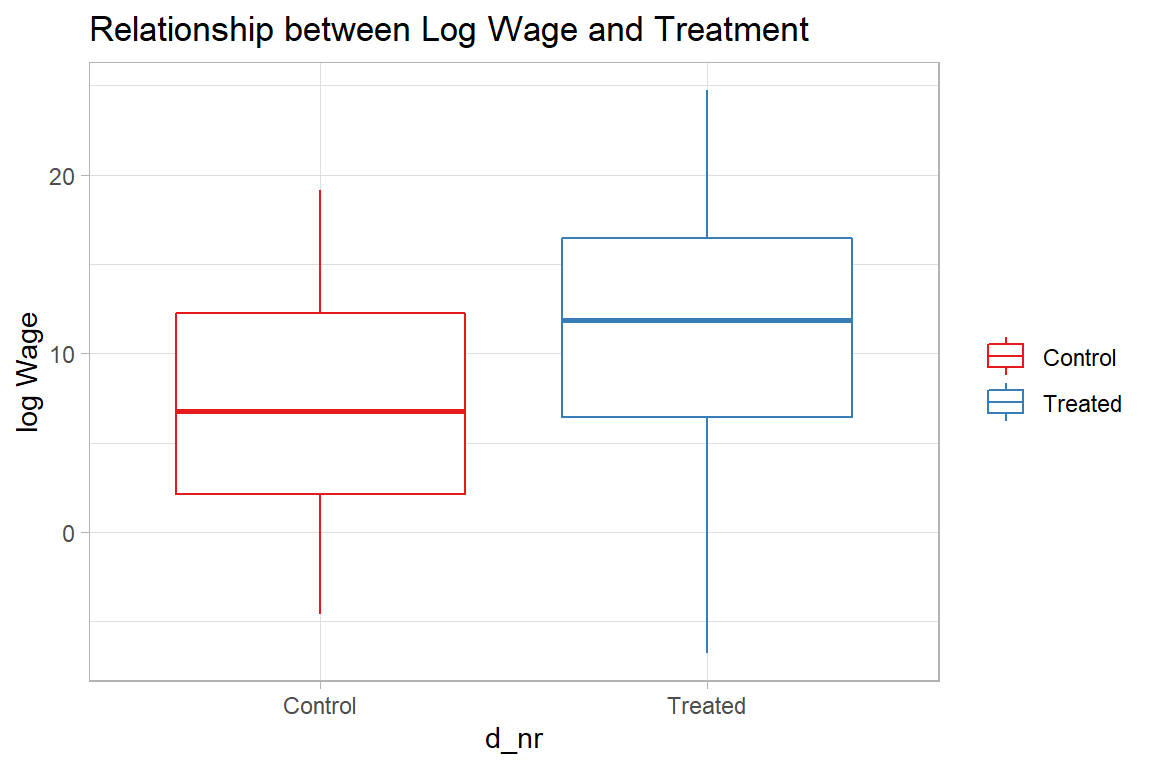 Relationship between Log Wage and Treatment
log Wage
20
10
0
Control
Treated
d_nr
Control
Treated